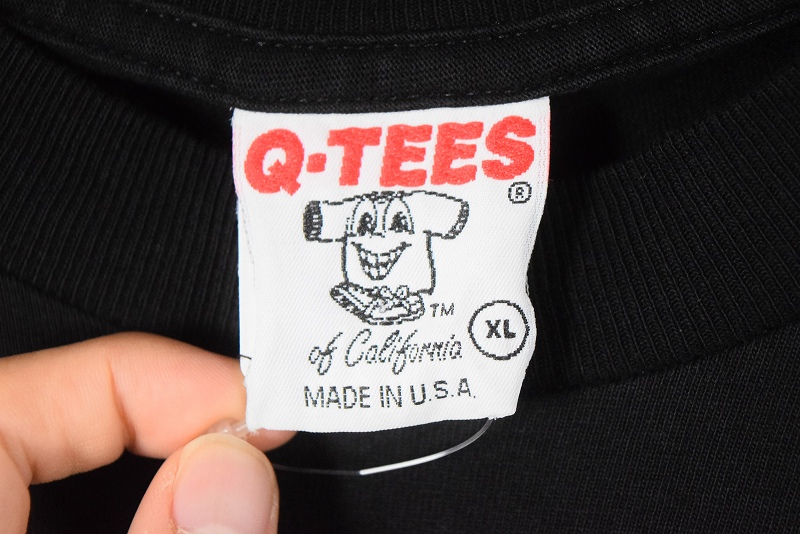 Q-TEES
®
TM
XL
of California
MADE IN U.S.A.